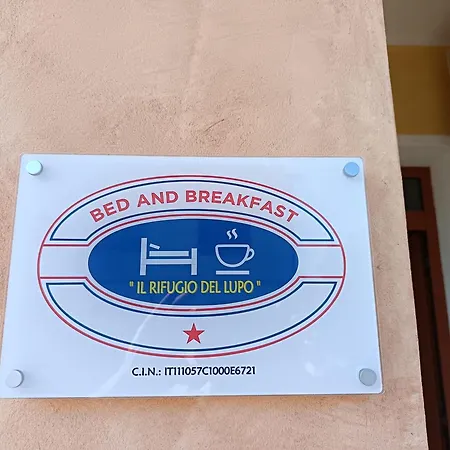 BED AND BREAKFAST
" IL RIFUGIO DEL LUPO "
C.I.N.: IT111057C1000E6721